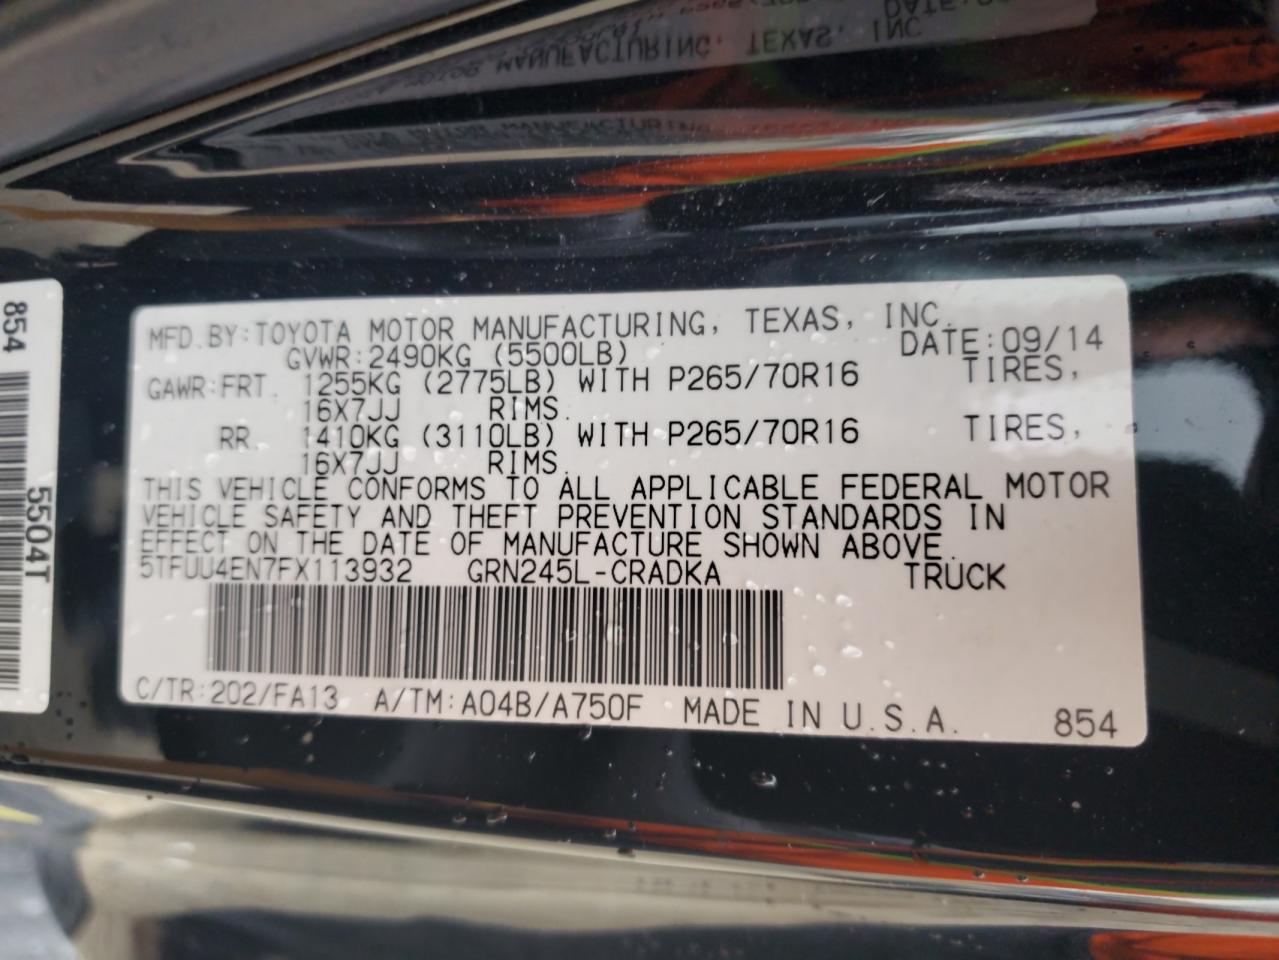 MANUFACTURING, TEXAS, INC
MFD. BY: TOYOTA MOTOR MANUFACTURING, TEXAS, INC.
GVWR: 2490KG (5500LB) DATE: 09/14
GAWR: FRT. 1255KG (2775LB) WITH P265/70R16 TIRES,
16X7JJ RIMS.
RR. 1410KG (3110LB) WITH P265/70R16 TIRES,
16X7JJ RIMS.
THIS VEHICLE CONFORMS TO ALL APPLICABLE FEDERAL MOTOR
VEHICLE SAFETY AND THEFT PREVENTION STANDARDS IN
EFFECT ON THE DATE OF MANUFACTURE SHOWN ABOVE.
5TFUU4EN7FX113932 GRN245L-CRADKA TRUCK
C/TR: 202/FA13 A/TM: A04B/A750F MADE IN U.S.A. 854
854
5504T